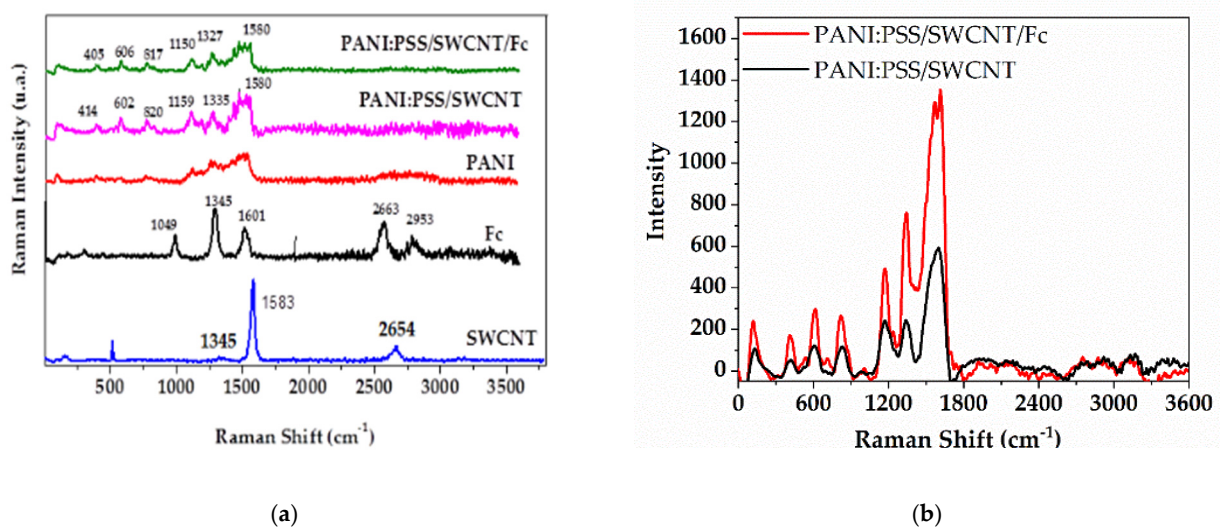 1580
1327
1150
PANI:PSS/SWCNT/Fc
405
606
817
1580
1159
1335
PANI:PSS/SWCNT
414
602
820
PANI
1345
1601
2663
2953
1049
Fc
1583
1345
2654
SWCNT
500 1000 1500 2000 2500 3000 3500
Raman Shift (cm-1)
Raman Intensity (u.a.)
(a)
b)
1600
1400
1200
1000
800
600
400
200
0
PANI:PSS/SWCNT/Fc
PANI:PSS/SWCNT
Intensity
0 600 1200 1800 2400 3000 3600
Raman Shift (cm-1)
(b)